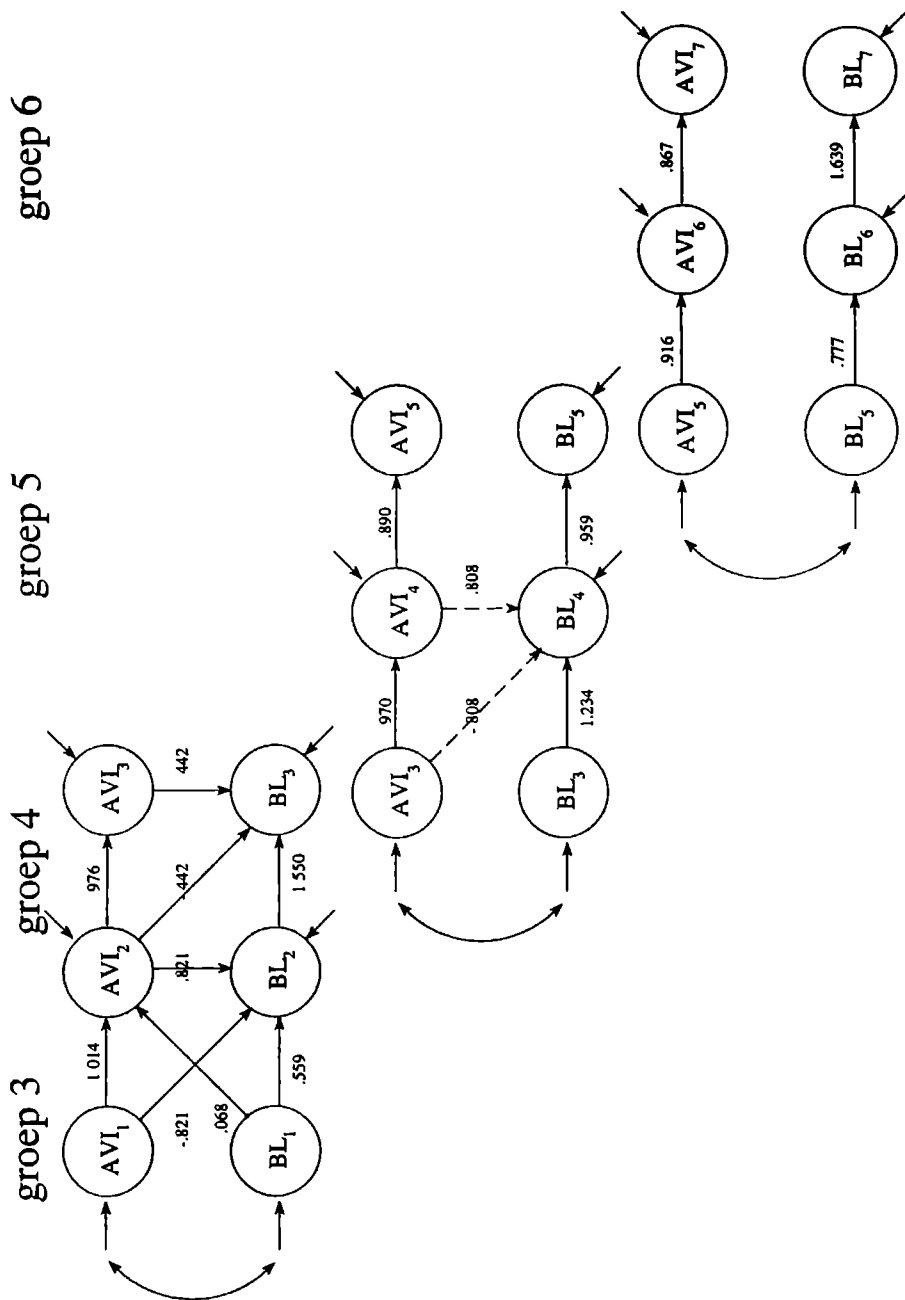 groep 3
groep 4
groep 5
groep 6
AVI1
1 014
AVI2
976
AVI3
-.821
.068
.821
.442
442
BL1
.559
BL2
1 550
BL3
AVI3
970
AVI4
.890
AVI5
- .808
.808
BL3
1.234
BL4
.959
BL5
AVI5
.916
AVI6
.867
AVI7
BL5
.777
BL6
1.639
BL7